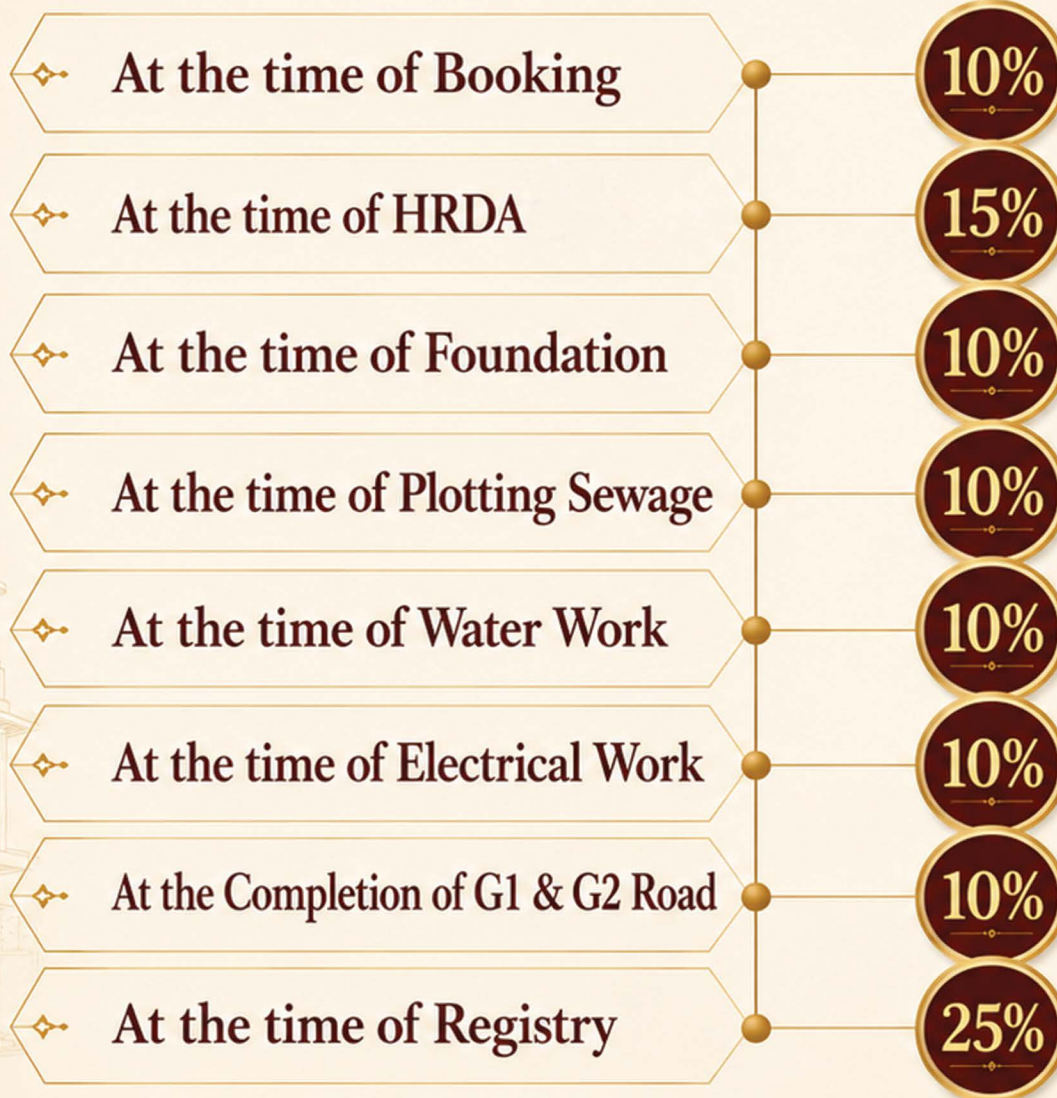 At the time of Booking 10%
At the time of HRDA 15%
At the time of Foundation 10%
At the time of Plotting Sewage 10%
At the time of Water Work 10%
At the time of Electrical Work 10%
At the Completion of G1 & G2 Road 10%
At the time of Registry 25%